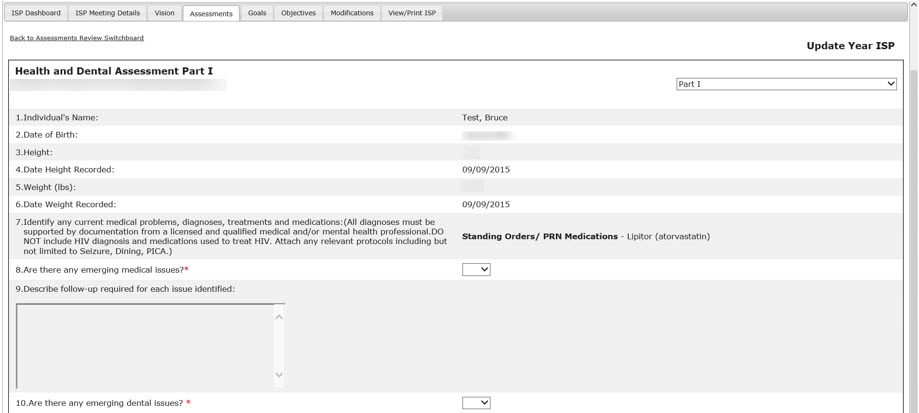 ISP Dashboard ISP Meeting Details Vision Assessments Goals Objectives Modifications View/Print ISP
Back to Assessments Review Switchboard
Update Year ISP
Health and Dental Assessment Part I
Part I
1.Individual's Name: Test, Bruce
2.Date of Birth:
3.Height:
4.Date Height Recorded: 09/09/2015
5.Weight (lbs):
6.Date Weight Recorded: 09/09/2015
7.Identify any current medical problems, diagnoses, treatments and medications:(All diagnoses must be
supported by documentation from a licensed and qualified medical and/or mental health professional.DO
NOT include HIV diagnosis and medications used to treat HIV. Attach any relevant protocols including but
not limited to Seizure, Dining, PICA.)
Standing Orders/ PRN Medications - Lipitor (atorvastatin)
8.Are there any emerging medical issues?*
9.Describe follow-up required for each issue identified:
10.Are there any emerging dental issues? *